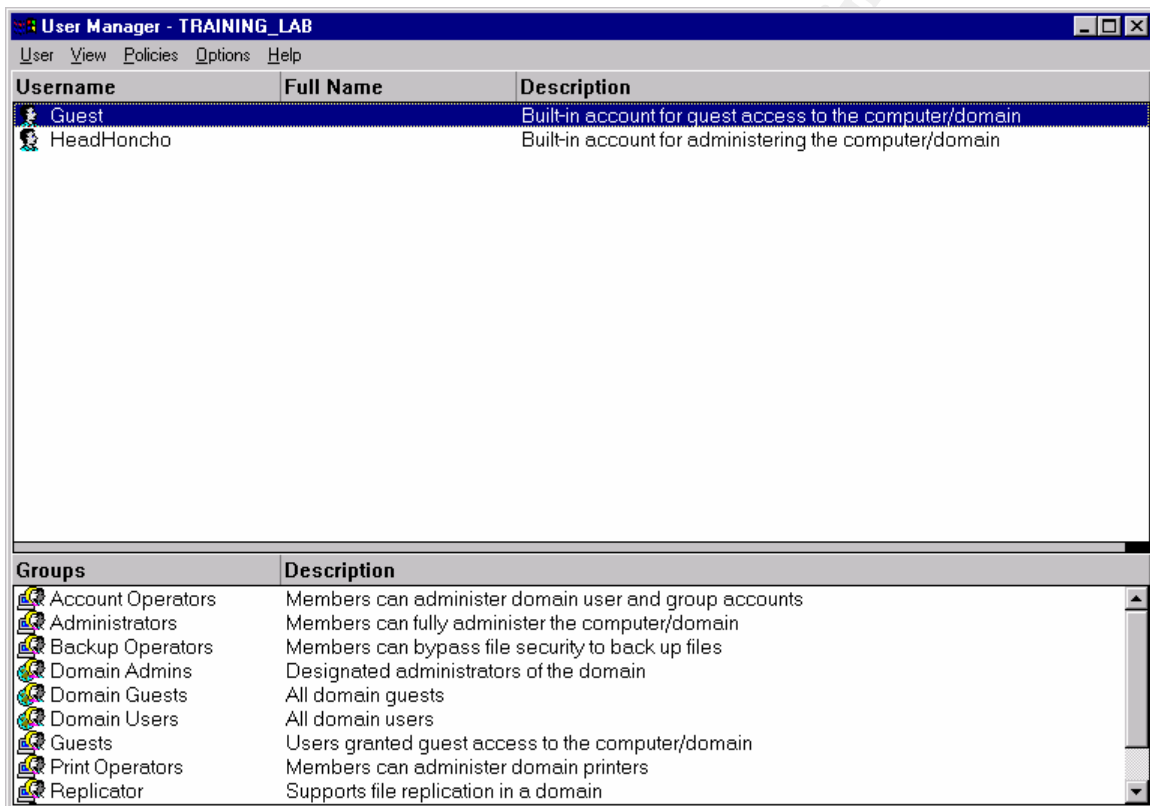 User Manager - TRAINING_LAB
User View Policies Options Help
Username Full Name Description
Guest Built-in account for guest access to the computer/domain
HeadHoncho Built-in account for administering the computer/domain
Groups Description
Account Operators Members can administer domain user and group accounts
Administrators Members can fully administer the computer/domain
Backup Operators Members can bypass file security to back up files
Domain Admins Designated administrators of the domain
Domain Guests All domain guests
Domain Users All domain users
Guests Users granted guest access to the computer/domain
Print Operators Members can administer domain printers
Replicator Supports file replication in a domain